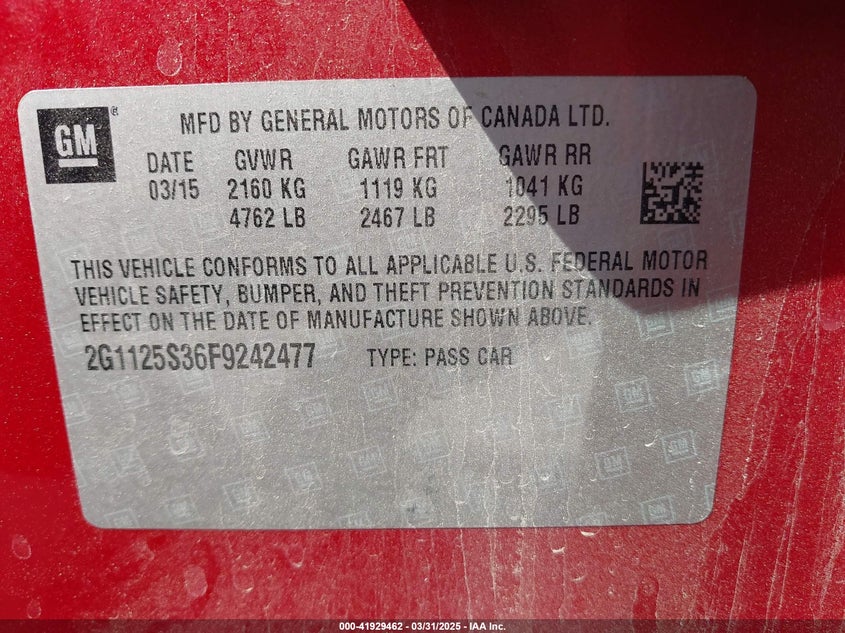 GM
MFD BY GENERAL MOTORS OF CANADA LTD.
DATE GVWR GAWR FRT GAWR RR
03/15 2160 KG 1119 KG 1041 KG
4762 LB 2467 LB 2295 LB
THIS VEHICLE CONFORMS TO ALL APPLICABLE U.S. FEDERAL MOTOR
VEHICLE SAFETY, BUMPER, AND THEFT PREVENTION STANDARDS IN
EFFECT ON THE DATE OF MANUFACTURE SHOWN ABOVE.
2G1125S36F9242477 TYPE: PASS CAR
000-41929462 - 03/31/2025 - IAA Inc.